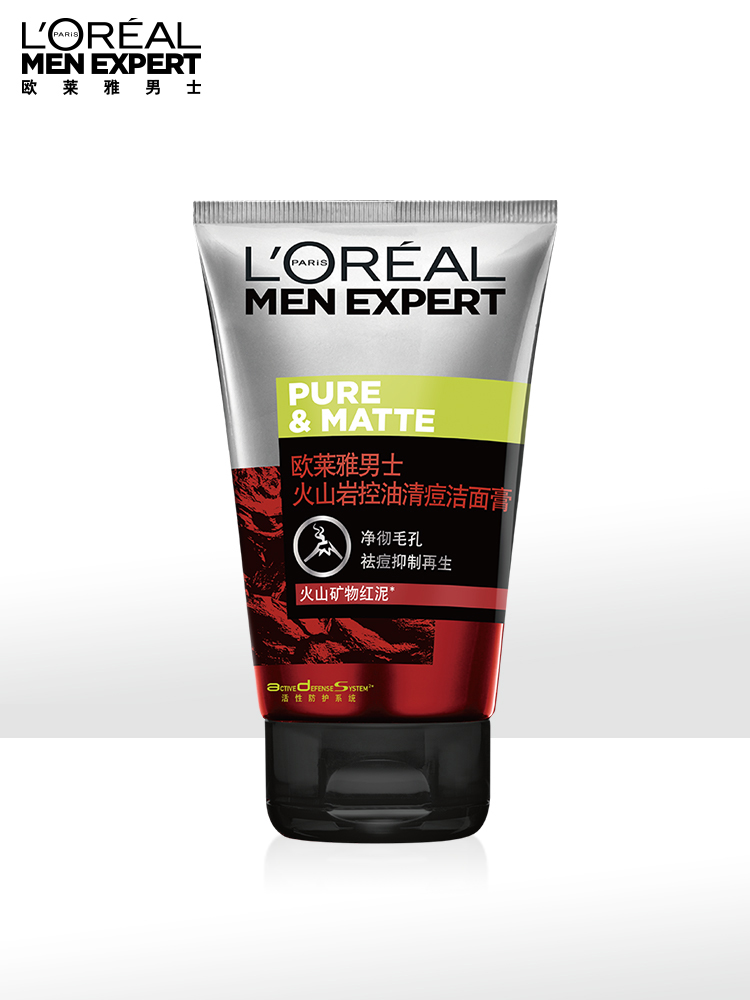 L'ORÉAL
PARIS
MEN EXPERT
欧莱雅男士
L'ORÉAL
PARIS
MEN EXPERT
PURE
& MATTE
欧莱雅男士
火山岩控油清痘洁面膏
净彻毛孔
祛痘抑制再生
火山矿物红泥*
ACTIVE DEFENSE SYSTEM²⁺
活性防护系统